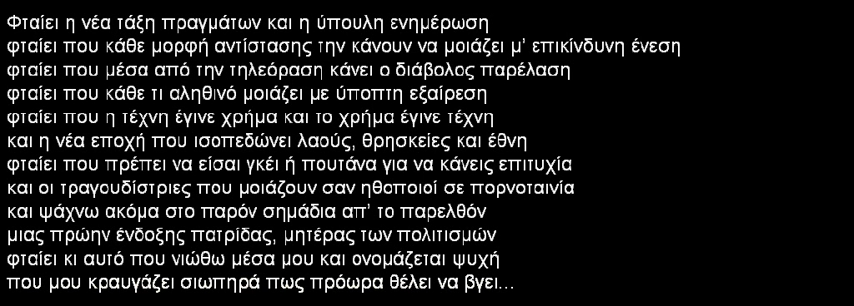 Φταίει η νέα τάξη πραγμάτων και η ύπουλη ενημέρωση
φταίει που κάθε μορφή αντίστασης την κάνουν να μοιάζει μ’ επικίνδυνη ένεση
φταίει που μέσα από την τηλεόραση κάνει ο διάβολος παρέλαση
φταίει που κάθε τι αληθινό μοιάζει με ύποπτη εξαίρεση
φταίει που η τέχνη έγινε χρήμα και το χρήμα έγινε τέχνη
και η νέα εποχή που ισοπεδώνει λαούς, θρησκείες και έθνη
φταίει που πρέπει να είσαι γκέι ή πουτάνα για να κάνεις επιτυχία
και οι τραγουδίστριες που μοιάζουν σαν ηθοποιοί σε πορνοταινία
και ψάχνω ακόμα στο παρόν σημάδια απ’ το παρελθόν
μιας πρώην ένδοξης πατρίδας, μητέρας των πολιτισμών
φταίει κι αυτό που νιώθω μέσα μου και ονομάζεται ψυχή
που μου κραυγάζει σιωπηρά πως πρόωρα θέλει να βγει...